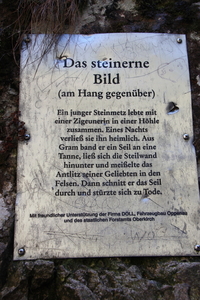 Das steinerne
Bild
(am Hang gegenüber)
Ein junger Steinmetz lebte mit
einer Zigeunerin in einer Höhle
zusammen. Eines Nachts
verließ sie ihn heimlich. Aus
Gram band er ein Seil an eine
Tanne, ließ sich die Steilwand
hinunter und meißelte das
Antlitz seiner Geliebten in den
Felsen. Dann schnitt er das Seil
durch und stürzte sich zu Tode.
Mit freundlicher Unterstützung der Firma DOLL, Fahrzeugbau Oppenau
und des staatlichen Forstamts Oberkirch